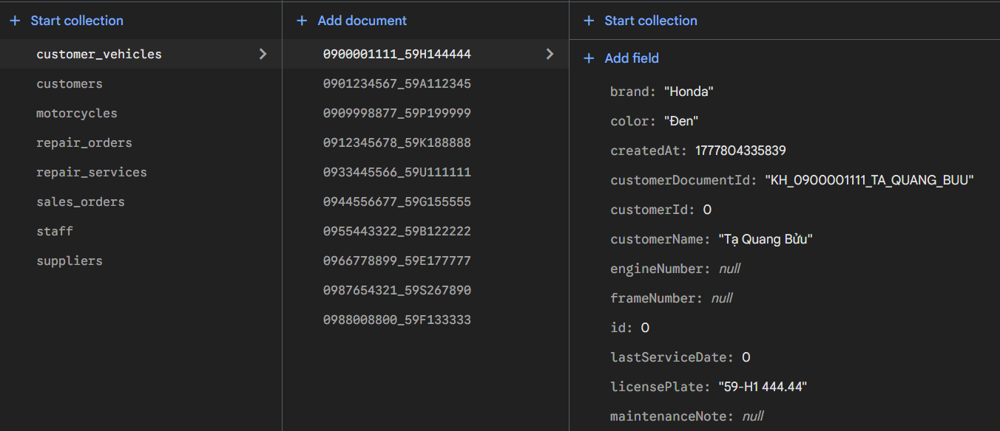 + Start collection
customer_vehicles
customers
motorcycles
repair_orders
repair_services
sales_orders
staff
suppliers
+ Add document
0900001111_59H144444
0901234567_59A112345
0909998877_59P199999
0912345678_59K188888
0933445566_59U111111
0944556677_59G155555
0955443322_59B122222
0966778899_59E177777
0987654321_59S267890
0988008800_59F133333
+ Start collection
+ Add field
brand: "Honda"
color: "Đen"
createdAt: 1777804335839
customerDocumentId: "KH_0900001111_TA_QUANG_BUU"
customerId: 0
customerName: "Tạ Quang Bửu"
engineNumber: null
frameNumber: null
id: 0
lastServiceDate: 0
licensePlate: "59-H1 444.44"
maintenanceNote: null